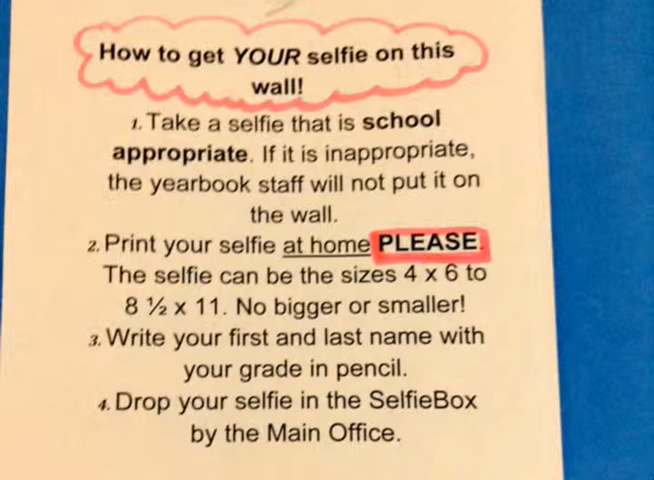 How to get YOUR selfie on this
wall!
1. Take a selfie that is school
appropriate. If it is inappropriate,
the yearbook staff will not put it on
the wall.
2. Print your selfie at home PLEASE.
The selfie can be the sizes 4 x 6 to
8 ½ x 11. No bigger or smaller!
3. Write your first and last name with
your grade in pencil.
4. Drop your selfie in the SelfieBox
by the Main Office.